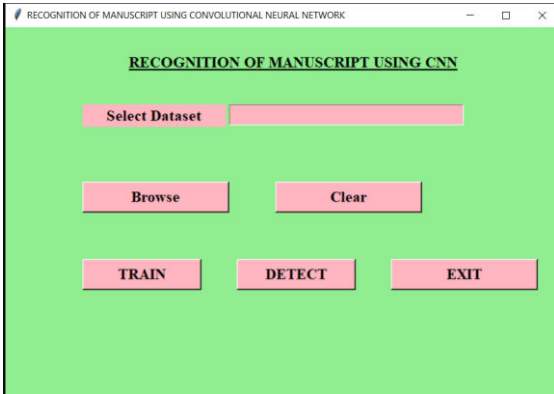 RECOGNITION OF MANUSCRIPT USING CONVOLUTIONAL NEURAL NETWORK
RECOGNITION OF MANUSCRIPT USING CNN
Select Dataset
Browse Clear
TRAIN DETECT EXIT